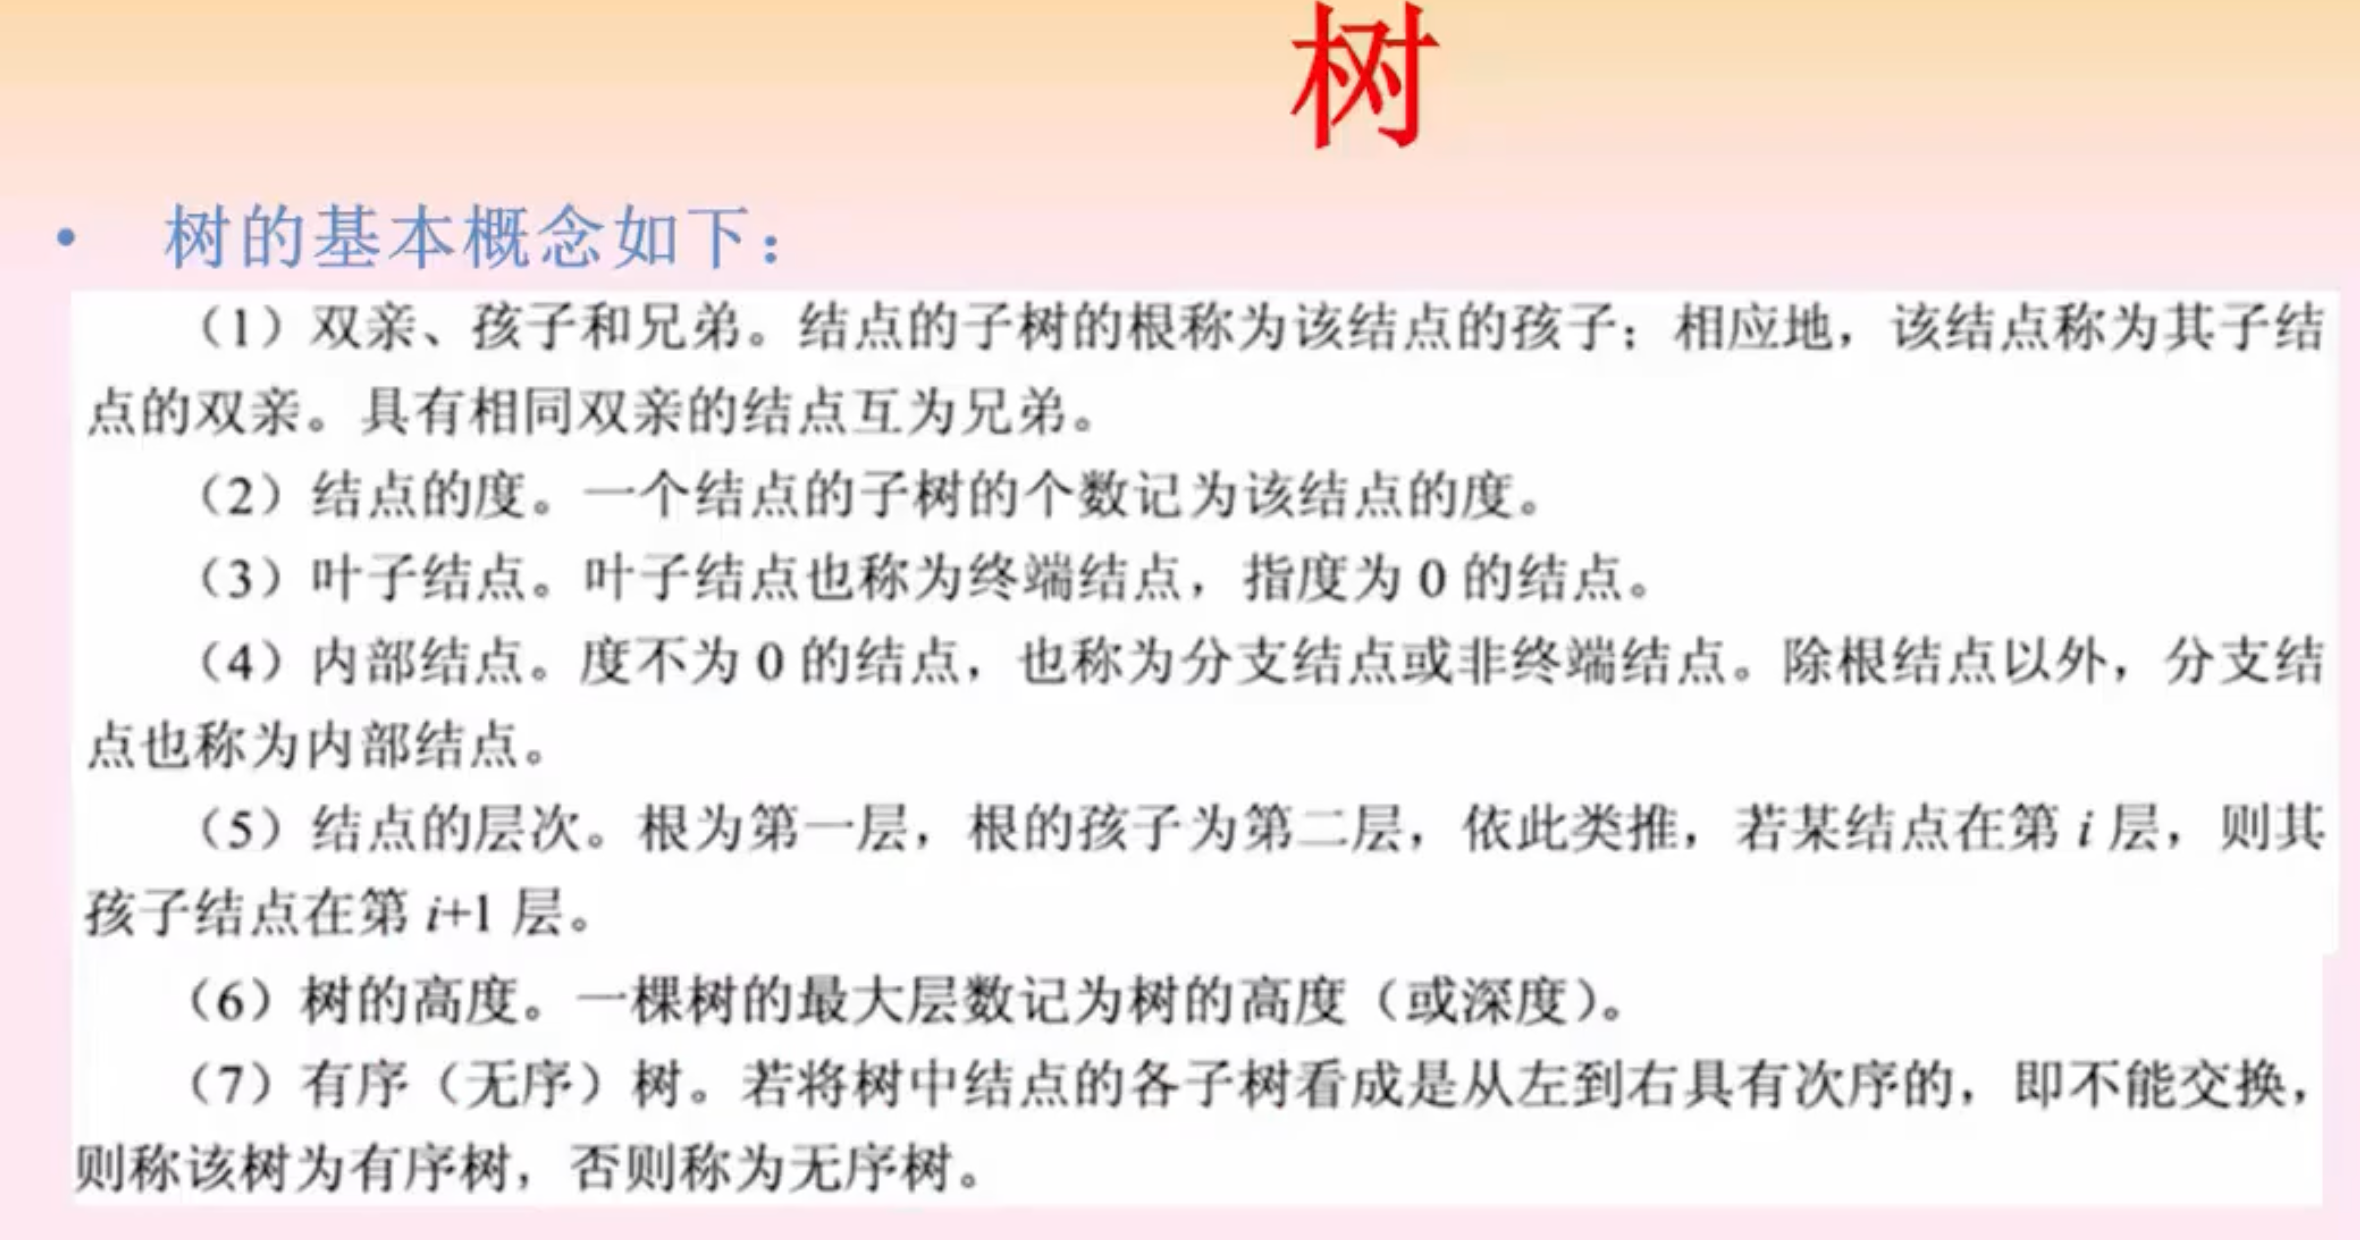 树
• 树的基本概念如下：
（1）双亲、孩子和兄弟。结点的子树的根称为该结点的孩子；相应地，该结点称为其子结
点的双亲。具有相同双亲的结点互为兄弟。
（2）结点的度。一个结点的子树的个数记为该结点的度。
（3）叶子结点。叶子结点也称为终端结点，指度为 0 的结点。
（4）内部结点。度不为 0 的结点，也称为分支结点或非终端结点。除根结点以外，分支结
点也称为内部结点。
（5）结点的层次。根为第一层，根的孩子为第二层，依此类推，若某结点在第 i 层，则其
孩子结点在第 i+1 层。
（6）树的高度。一棵树的最大层数记为树的高度（或深度）。
（7）有序（无序）树。若将树中结点的各子树看成是从左到右具有次序的，即不能交换，
则称该树为有序树，否则称为无序树。